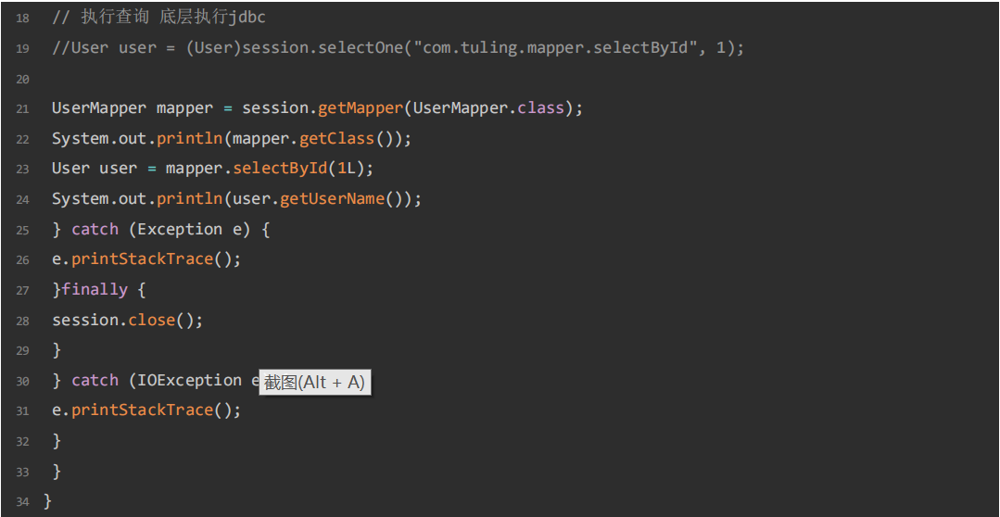 18 // 执行查询 底层执行jdbc
19 //User user = (User)session.selectOne("com.tuling.mapper.selectById", 1);
20
21 UserMapper mapper = session.getMapper(UserMapper.class);
22 System.out.println(mapper.getClass());
23 User user = mapper.selectById(1L);
24 System.out.println(user.getUserName());
25 } catch (Exception e) {
26 e.printStackTrace();
27 }finally {
28 session.close();
29 }
30 } catch (IOException e 截图(Alt + A)
31 e.printStackTrace();
32 }
33 }
34 }